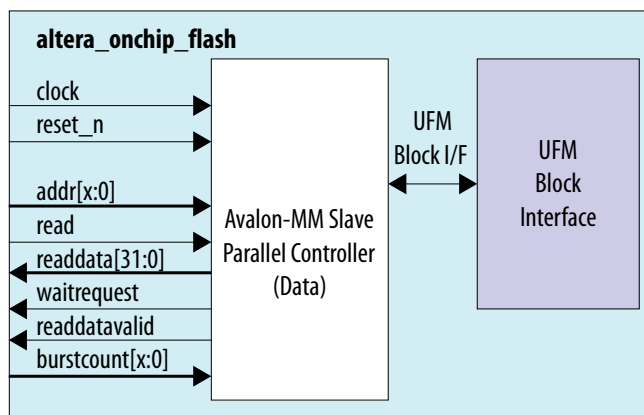 altera_onchip_flash
clock
reset_n
addr[x:0]
read
readdata[31:0]
waitrequest
readdatavalid
burstcount[x:0]
Avalon-MM Slave
Parallel Controller
(Data)
UFM
Block I/F
UFM
Block
Interface